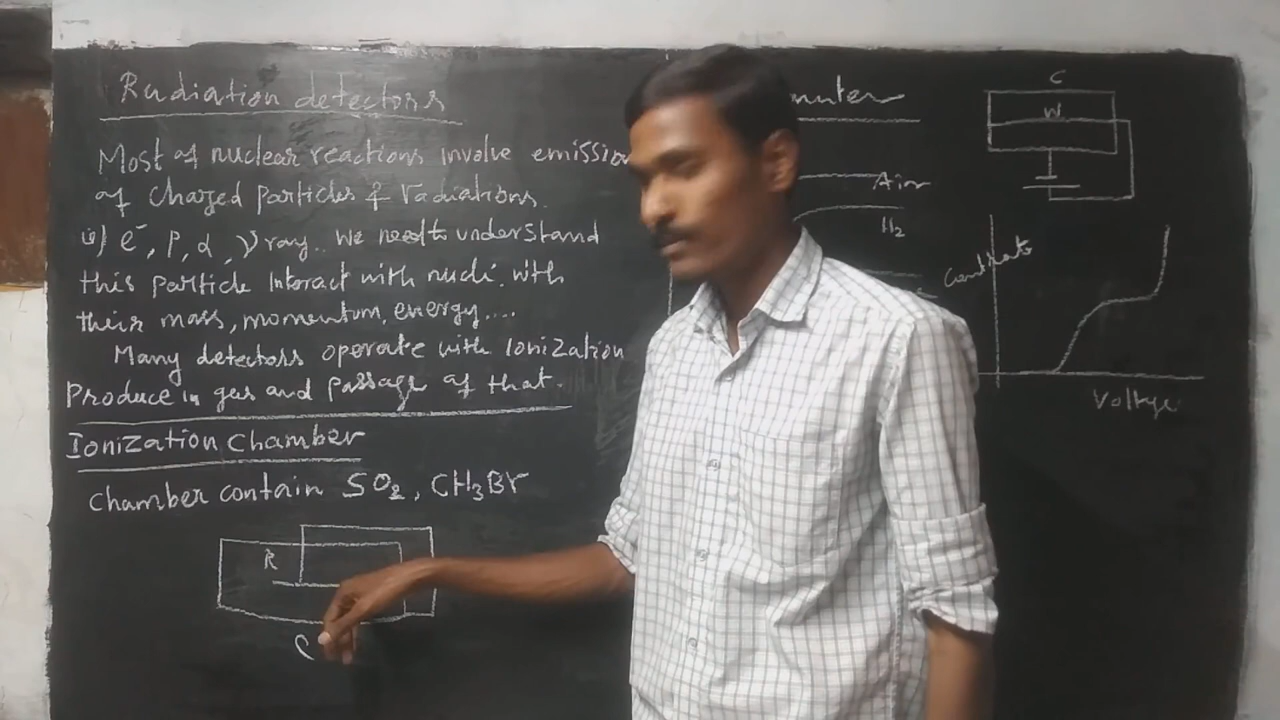 Radiation detectors
Most of nuclear reactions involve emission
of Charged Particles & radiations.
ie) e⁻, P, α, γ ray.. We need to understand
this particle Interact with nuclei. with
their mass, momentum, energy....
Many detectors operate with Ionization
Produce in gas and passage of that.
Ionization Chamber
Chamber contain SO₂, CH₃Br
R
C
Air
H₂
C
W
Voltage